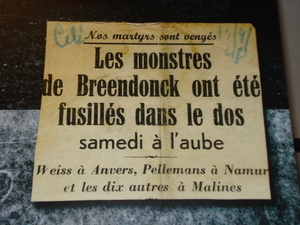 Nos martyrs sont vengés
Les monstres
de Breendonck ont été
fusillés dans le dos
samedi à l'aube
Weiss à Anvers, Pellemans à Namur
et les dix autres à Malines